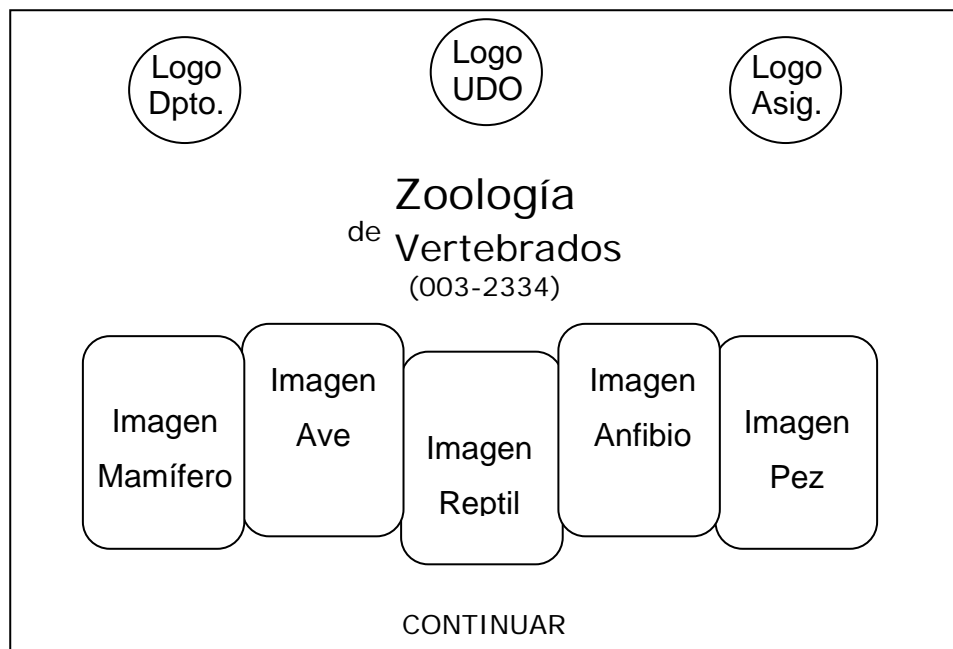 Logo
Dpto.
Logo
UDO
Logo
Asig.
Zoología
de Vertebrados
(003-2334)
Imagen
Mamífero
Imagen
Ave
Imagen
Reptil
Imagen
Anfibio
Imagen
Pez
CONTINUAR